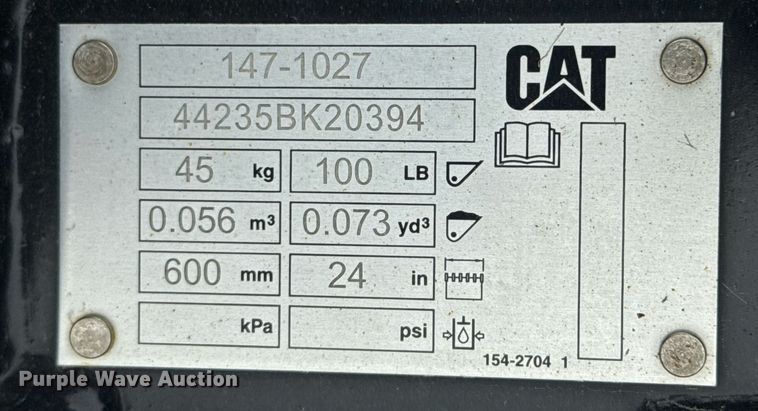 147-1027
CAT
44235BK20394
45 kg 100 LB
0.056 m³ 0.073 yd³
600 mm 24 in
kPa psi
154-2704 1
Purple Wave Auction